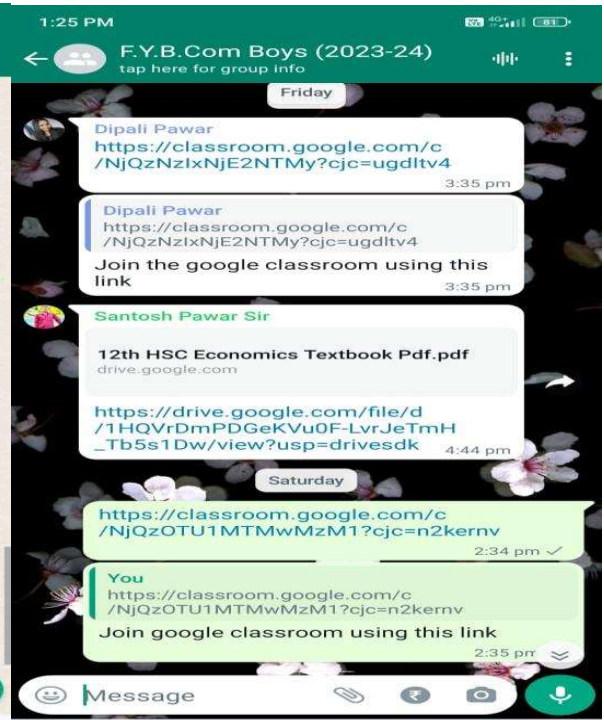 1:25 PM
4G+
81
F.Y.B.Com Boys (2023-24)
tap here for group info
Friday
Dipali Pawar
https://classroom.google.com/c
/NjQzNzIxNjE2NTMy?cjc=ugdltv4
3:35 pm
Dipali Pawar
https://classroom.google.com/c
/NjQzNzIxNjE2NTMy?cjc=ugdltv4
Join the google classroom using this
link
3:35 pm
Santosh Pawar Sir
12th HSC Economics Textbook Pdf.pdf
drive.google.com
https://drive.google.com/file/d
/1HQVrDmPDGeKVu0F-LvrJeTmH
_Tb5s1Dw/view?usp=drivesdk
4:44 pm
Saturday
https://classroom.google.com/c
/NjQzOTU1MTMwMzM1?cjc=n2kernv
2:34 pm
You
https://classroom.google.com/c
/NjQzOTU1MTMwMzM1?cjc=n2kernv
Join google classroom using this link
2:35 pm
Message